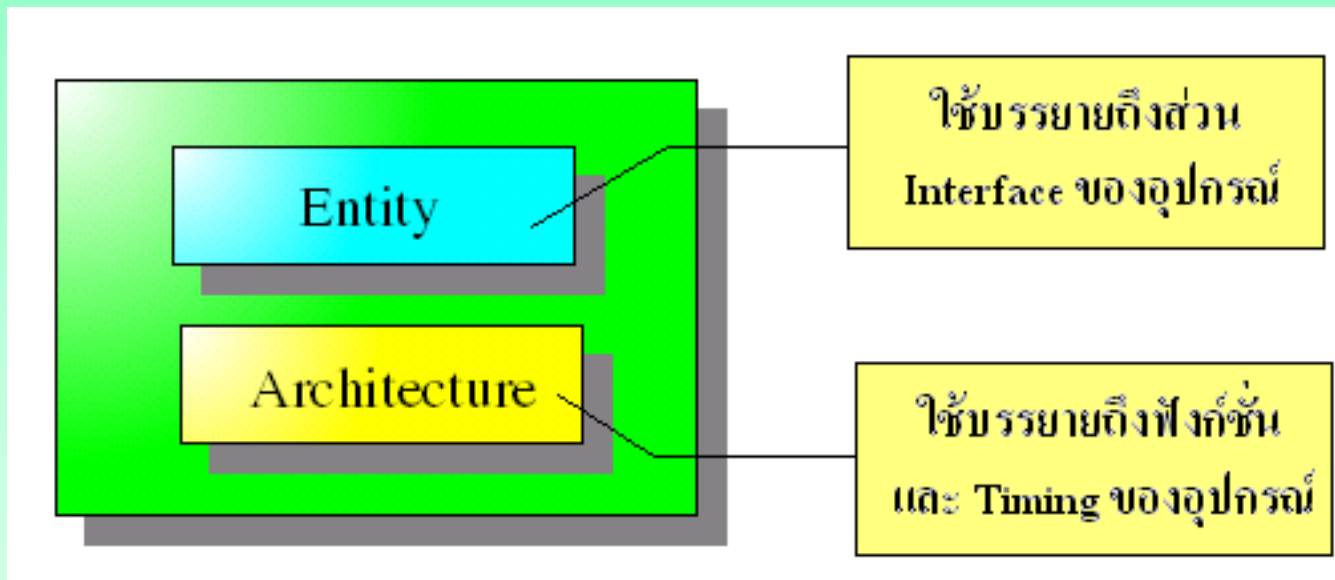 Entity
ใช้บรรยายถึงส่วน
Interface ของอุปกรณ์
Architecture
ใช้บรรยายถึงฟังก์ชั่น
และ Timing ของอุปกรณ์